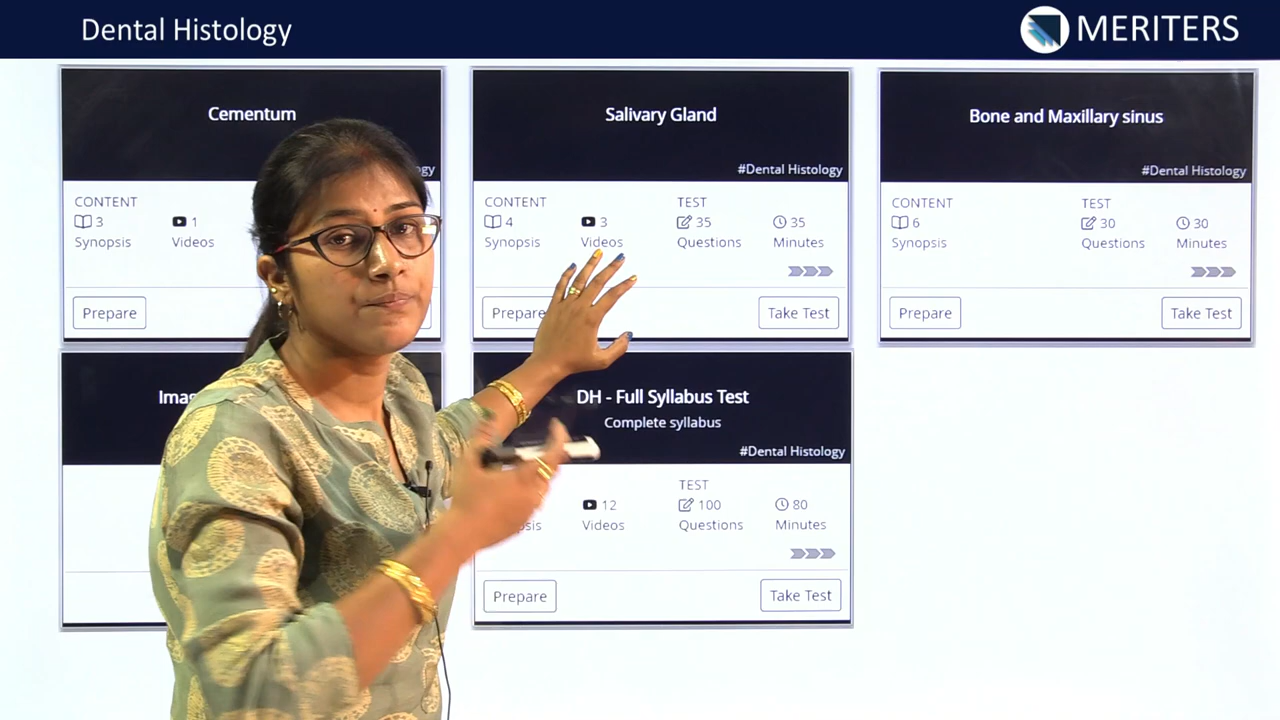 Dental Histology
MERITERS
Cementum
CONTENT
3
1
Synopsis
Videos
Prepare
Salivary Gland
#Dental Histology
CONTENT
TEST
4
3
35
35
Synopsis
Videos
Questions
Minutes
Prepare
Take Test
Bone and Maxillary sinus
#Dental Histology
CONTENT
TEST
6
30
30
Synopsis
Questions
Minutes
Prepare
Take Test
DH - Full Syllabus Test
Complete syllabus
#Dental Histology
TEST
12
100
80
Videos
Questions
Minutes
Prepare
Take Test